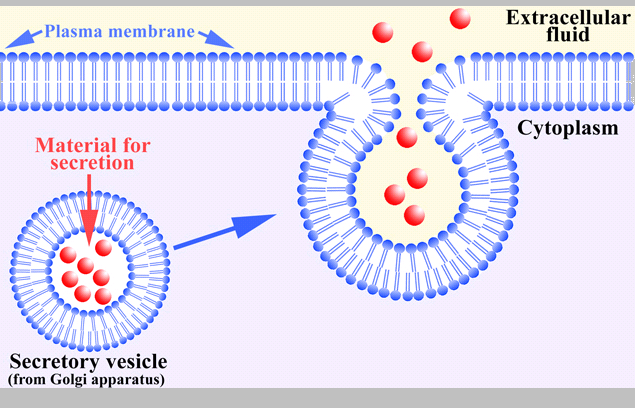 Plasma membrane
Extracellular
fluid
Cytoplasm
Material for
secretion
Secretory vesicle
(from Golgi apparatus)